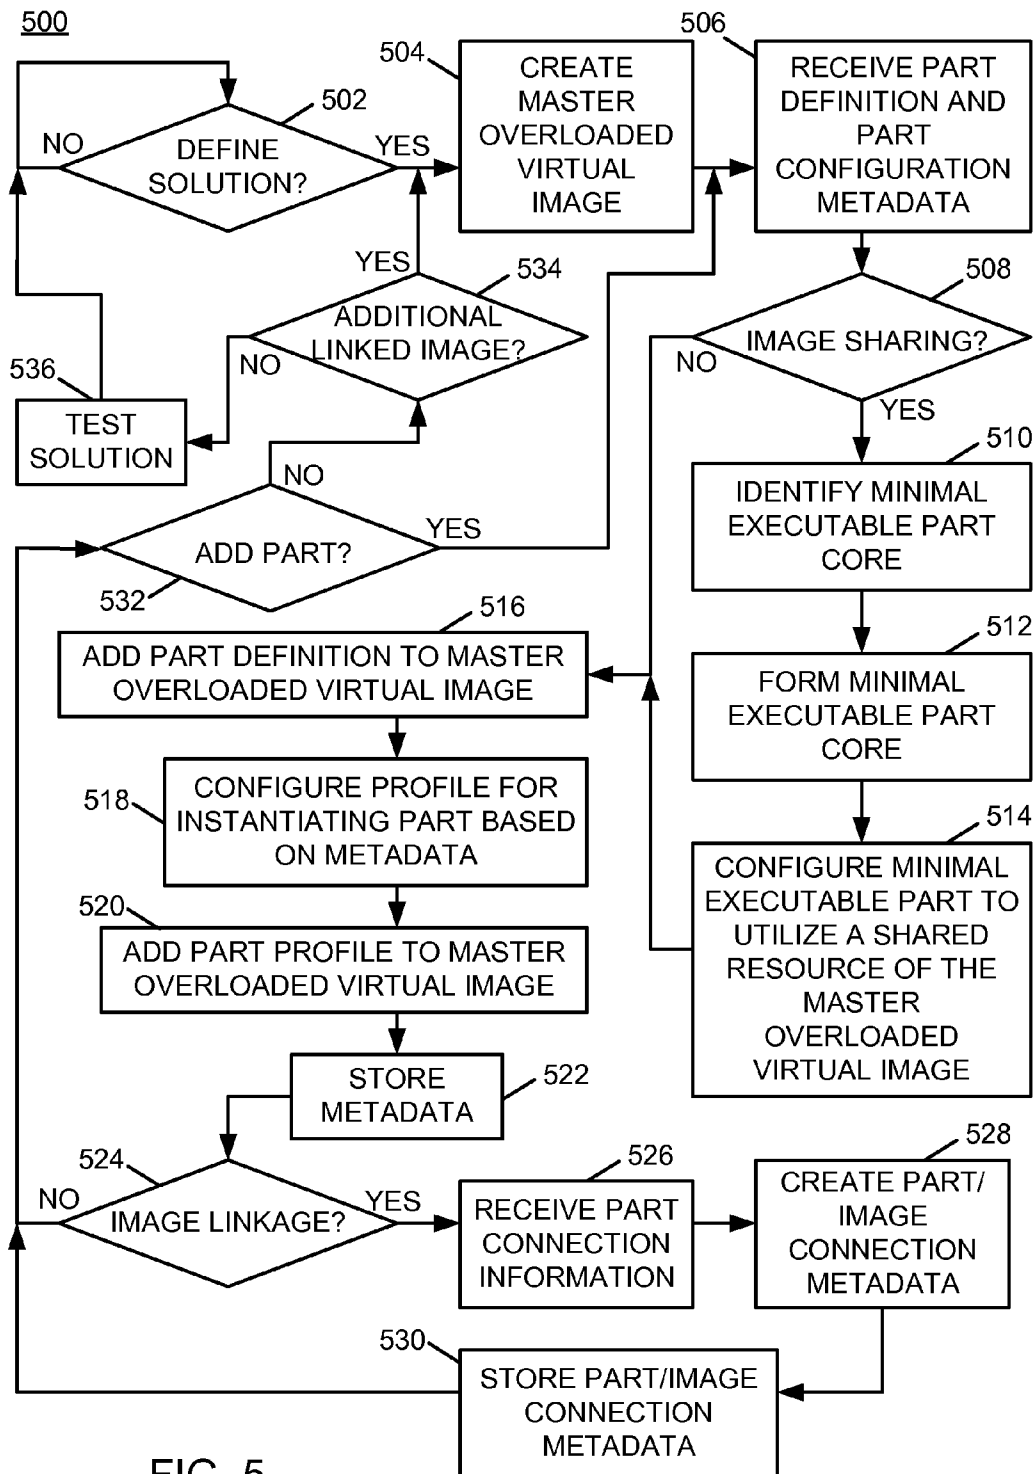 500
502
DEFINE
SOLUTION?
NO
YES
504
CREATE
MASTER
OVERLOADED
VIRTUAL
IMAGE
506
RECEIVE PART
DEFINITION AND
PART
CONFIGURATION
METADATA
508
IMAGE SHARING?
NO
YES
510
IDENTIFY MINIMAL
EXECUTABLE PART
CORE
512
FORM MINIMAL
EXECUTABLE PART
CORE
514
CONFIGURE MINIMAL
EXECUTABLE PART TO
UTILIZE A SHARED
RESOURCE OF THE
MASTER
OVERLOADED
VIRTUAL IMAGE
534
YES
ADDITIONAL
LINKED IMAGE?
NO
536
TEST
SOLUTION
NO
YES
ADD PART?
532
516
ADD PART DEFINITION TO MASTER
OVERLOADED VIRTUAL IMAGE
518
CONFIGURE PROFILE FOR
INSTANTIATING PART BASED
ON METADATA
520
ADD PART PROFILE TO MASTER
OVERLOADED VIRTUAL IMAGE
522
STORE
METADATA
524
NO
YES
IMAGE LINKAGE?
526
RECEIVE PART
CONNECTION
INFORMATION
528
CREATE PART/
IMAGE
CONNECTION
METADATA
530
STORE PART/IMAGE
CONNECTION
METADATA
FIG. 5